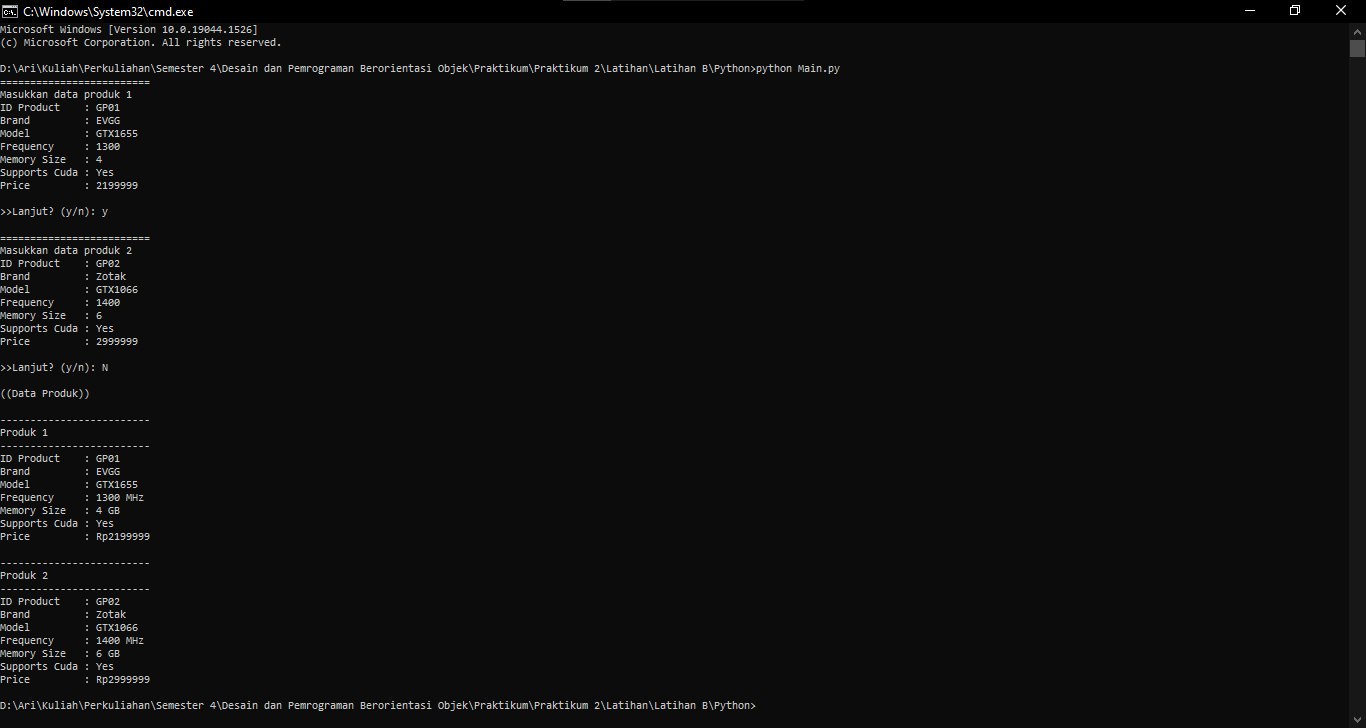 C:\Windows\System32\cmd.exe
Microsoft Windows [Version 10.0.19044.1526]
(c) Microsoft Corporation. All rights reserved.
D:\Ari\Kuliah\Perkuliahan\Semester 4\Desain dan Pemrograman Berorientasi Objek\Praktikum\Praktikum 2\Latihan\Latihan B\Python>python Main.py
=========================
Masukkan data produk 1
ID Product    : GP01
Brand         : EVGG
Model         : GTX1655
Frequency     : 1300
Memory Size   : 4
Supports Cuda : Yes
Price         : 2199999
>>Lanjut? (y/n): y
=========================
Masukkan data produk 2
ID Product    : GP02
Brand         : Zotak
Model         : GTX1066
Frequency     : 1400
Memory Size   : 6
Supports Cuda : Yes
Price         : 2999999
>>Lanjut? (y/n): N
((Data Produk))
-------------------------
Produk 1
-------------------------
ID Product    : GP01
Brand         : EVGG
Model         : GTX1655
Frequency     : 1300 MHz
Memory Size   : 4 GB
Supports Cuda : Yes
Price         : Rp2199999
-------------------------
Produk 2
-------------------------
ID Product    : GP02
Brand         : Zotak
Model         : GTX1066
Frequency     : 1400 MHz
Memory Size   : 6 GB
Supports Cuda : Yes
Price         : Rp2999999
D:\Ari\Kuliah\Perkuliahan\Semester 4\Desain dan Pemrograman Berorientasi Objek\Praktikum\Praktikum 2\Latihan\Latihan B\Python>